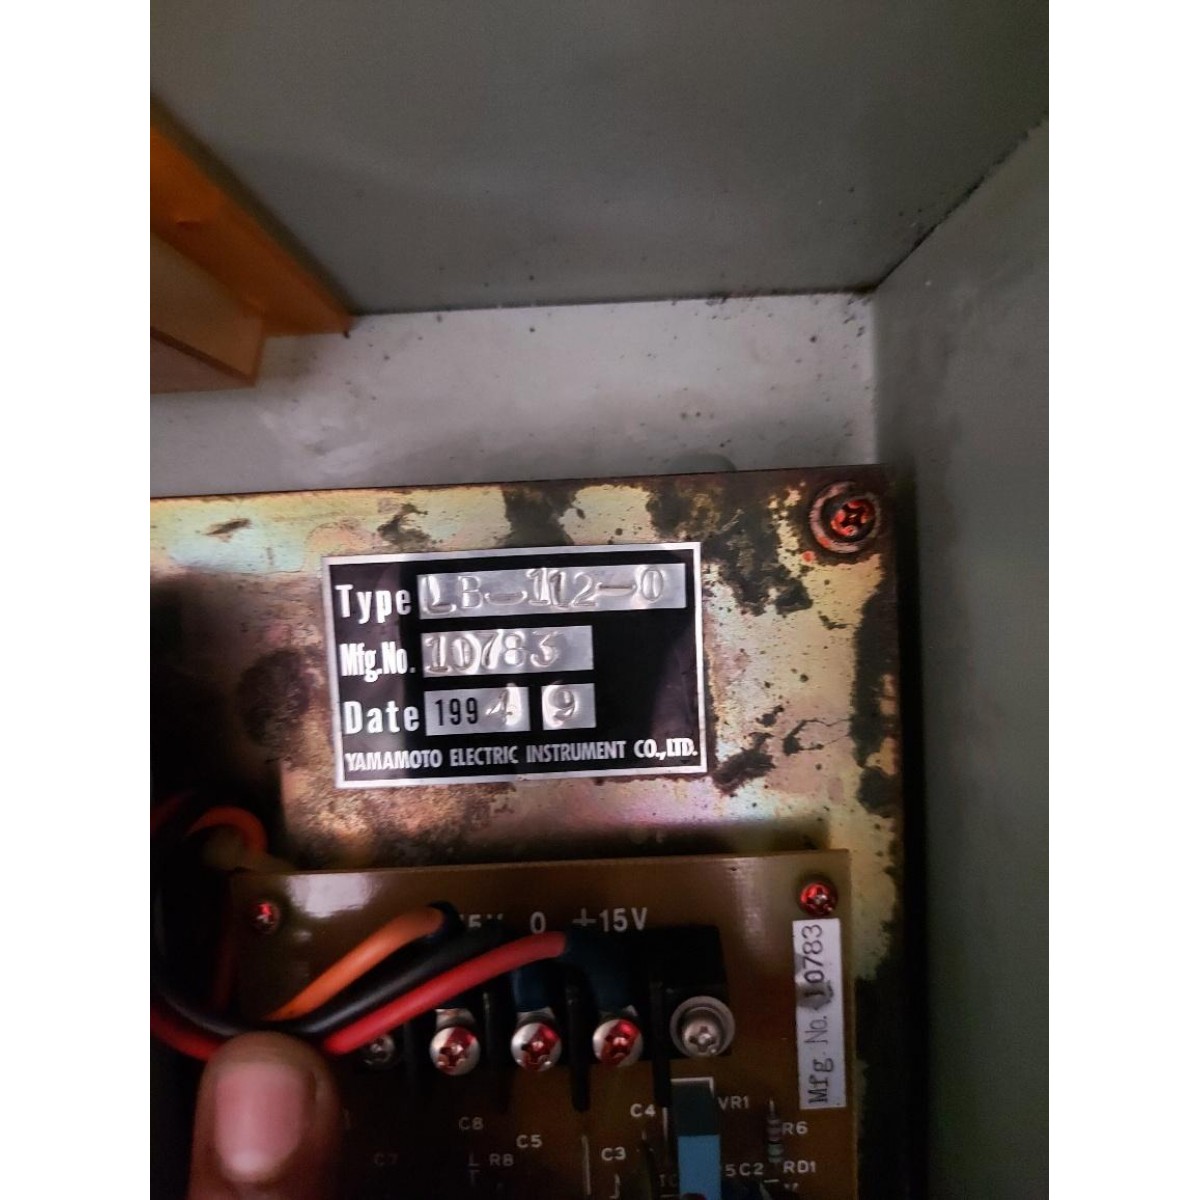 Type LB-112-0
Mfg.No. 10783
Date 1994 9
YAMAMOTO ELECTRIC INSTRUMENT CO.,LTD.
0 +15V
Mfg. No. 10783
C4 VR1
C8 R6
C5
C3
R8 C2 RD1
C7